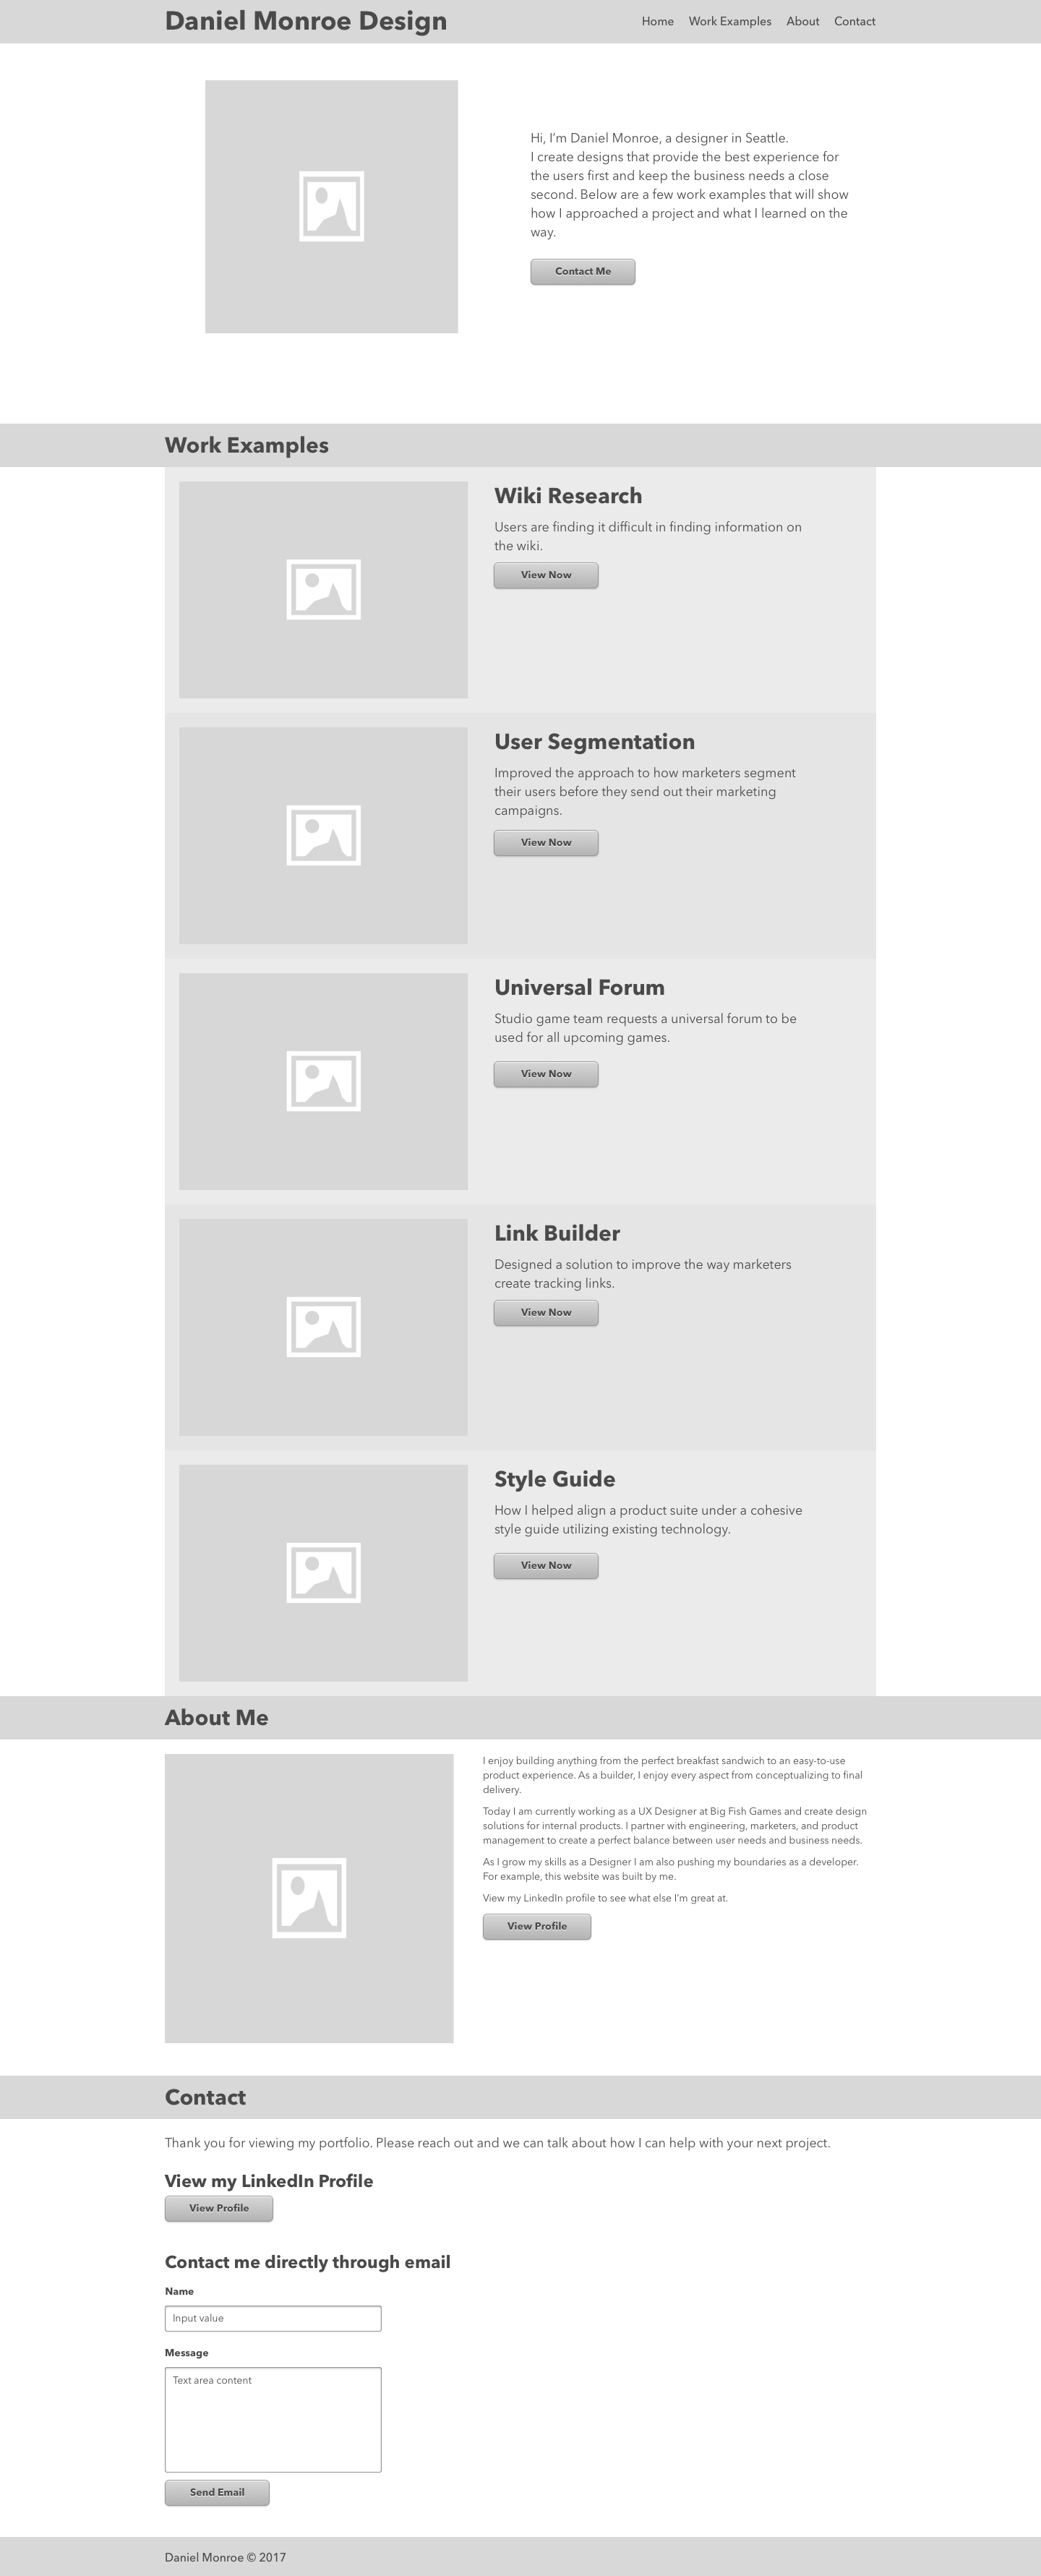 Daniel Monroe Design
Home Work Examples About Contact
Hi, I’m Daniel Monroe, a designer in Seattle.
I create designs that provide the best experience for
the users first and keep the business needs a close
second. Below are a few work examples that will show
how I approached a project and what I learned on the
way.
Contact Me
Work Examples
Wiki Research
Users are finding it difficult in finding information on
the wiki.
View Now
User Segmentation
Improved the approach to how marketers segment
their users before they send out their marketing
campaigns.
View Now
Universal Forum
Studio game team requests a universal forum to be
used for all upcoming games.
View Now
Link Builder
Designed a solution to improve the way marketers
create tracking links.
View Now
Style Guide
How I helped align a product suite under a cohesive
style guide utilizing existing technology.
View Now
About Me
I enjoy building anything from the perfect breakfast sandwich to an easy-to-use
product experience. As a builder, I enjoy every aspect from conceptualizing to final
delivery.
Today I am currently working as a UX Designer at Big Fish Games and create design
solutions for internal products. I partner with engineering, marketers, and product
management to create a perfect balance between user needs and business needs.
As I grow my skills as a Designer I am also pushing my boundaries as a developer.
For example, this website was built by me.
View my LinkedIn profile to see what else I’m great at.
View Profile
Contact
Thank you for viewing my portfolio. Please reach out and we can talk about how I can help with your next project.
View my LinkedIn Profile
View Profile
Contact me directly through email
Name
Input value
Message
Text area content
Send Email
Daniel Monroe © 2017